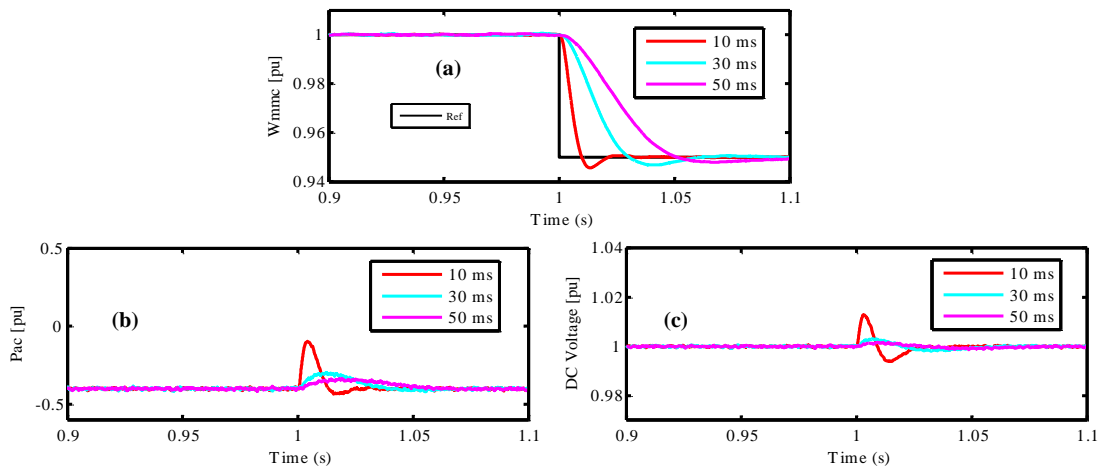 1
0.98
0.96
0.94
Wmmc [pu]
(a)
Ref
10 ms
30 ms
50 ms
0.9
0.95
1
1.05
1.1
Time (s)
0.5
0
-0.5
Pac [pu]
(b)
10 ms
30 ms
50 ms
0.9
0.95
1
1.05
1.1
Time (s)
1.04
1.02
1
0.98
DC Voltage [pu]
(c)
10 ms
30 ms
50 ms
0.9
0.95
1
1.05
1.1
Time (s)